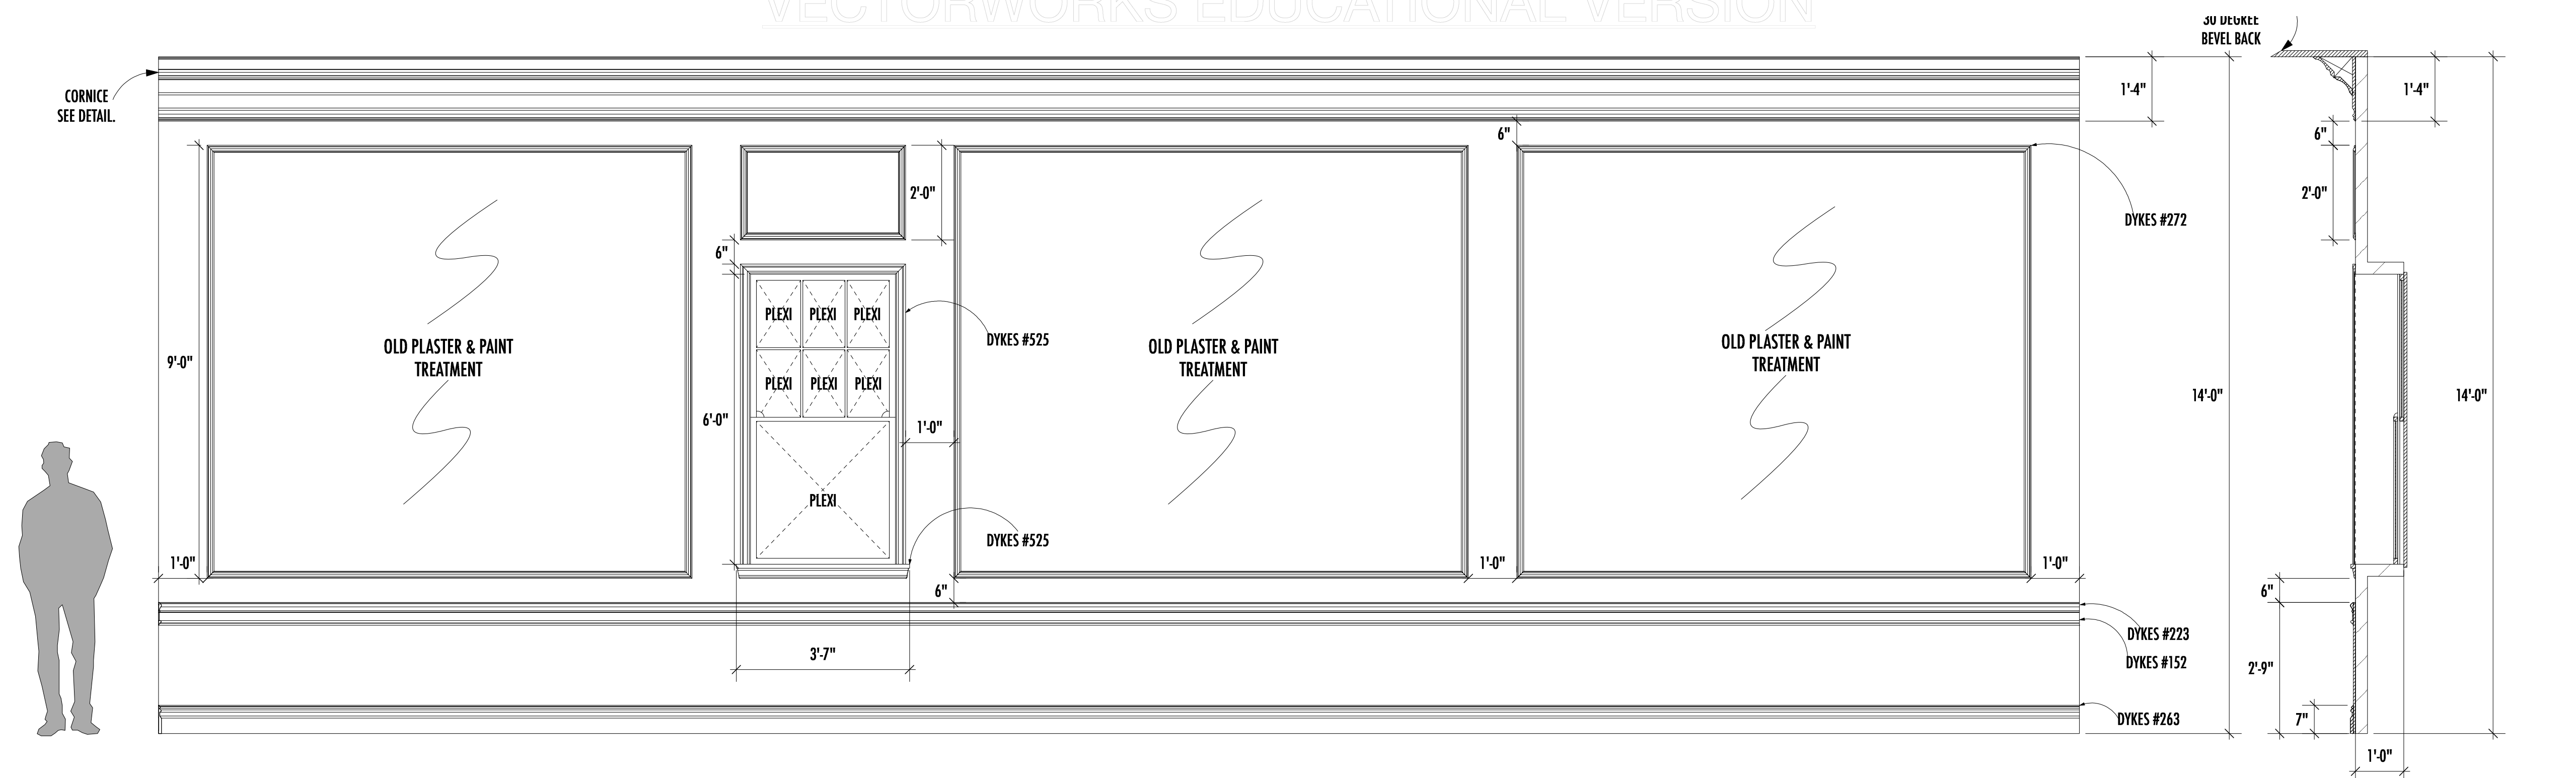 VECTORWORKS EDUCATIONAL VERSION
30 DEGREE
BEVEL BACK
CORNICE
SEE DETAIL.
1'-4"
1'-4"
6"
6"
2'-0"
2'-0"
DYKES #272
6"
PLEXI PLEXI PLEXI
DYKES #525
OLD PLASTER & PAINT
TREATMENT
OLD PLASTER & PAINT
TREATMENT
OLD PLASTER & PAINT
TREATMENT
9'-0"
PLEXI PLEXI PLEXI
14'-0"
14'-0"
6'-0"
1'-0"
PLEXI
DYKES #525
1'-0"
1'-0"
1'-0"
6"
6"
DYKES #223
3'-7"
DYKES #152
2'-9"
DYKES #263
7"
1'-0"